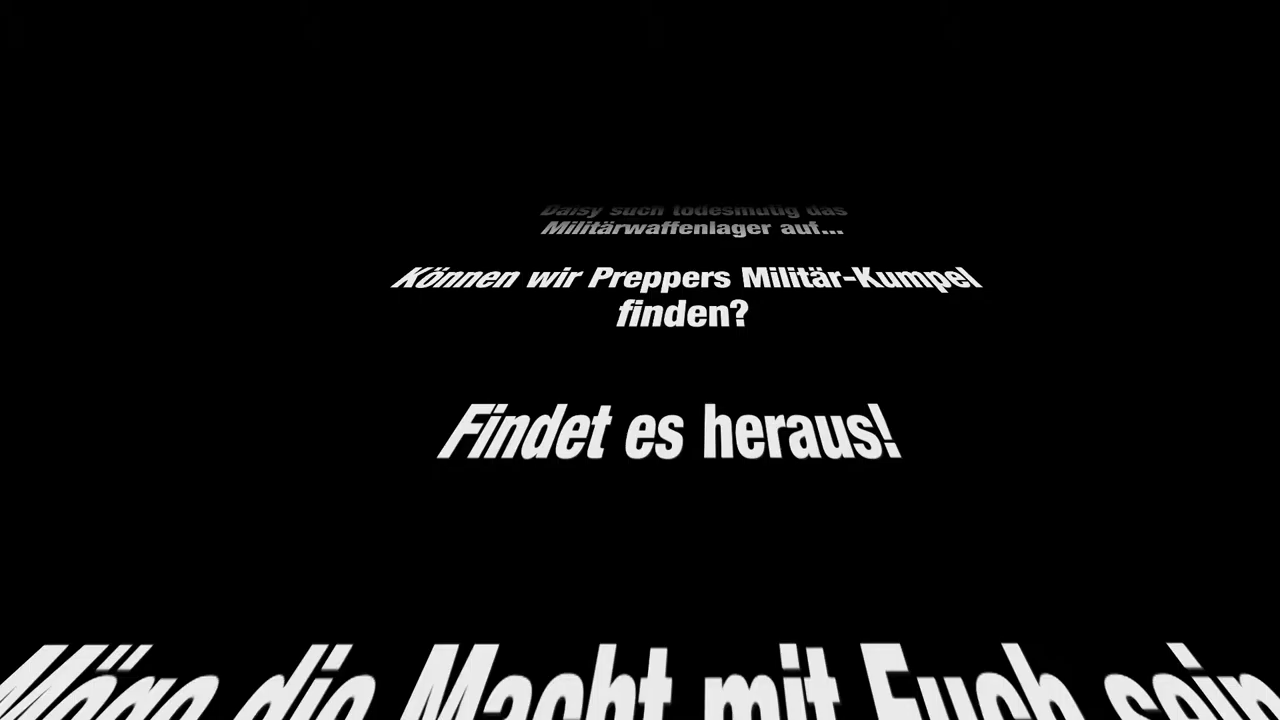 Daisy such todesmutig das
Militärwaffenlager auf...
Können wir Preppers Militär-Kumpel
finden?
Findet es heraus!
Möge die Macht mit Euch sein